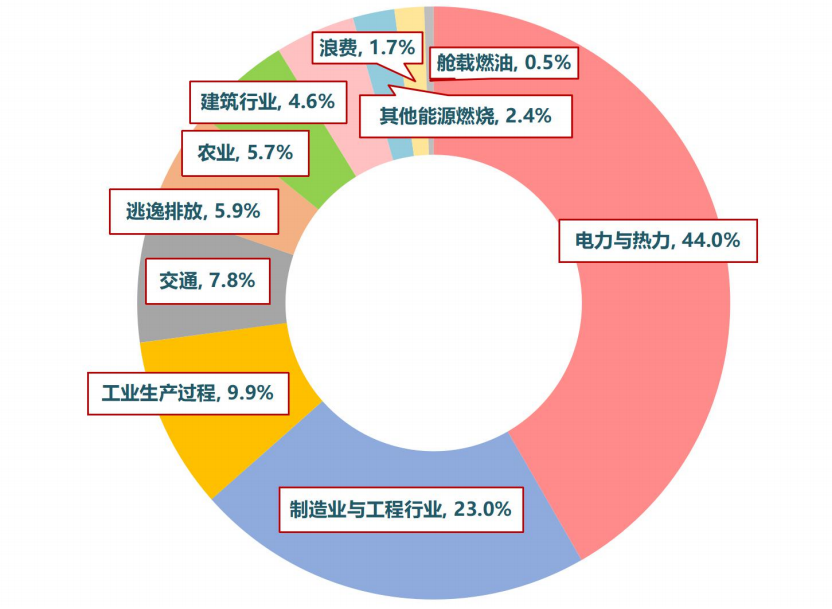 浪费, 1.7%
舱载燃油, 0.5%
建筑行业, 4.6%
其他能源燃烧, 2.4%
农业, 5.7%
逃逸排放, 5.9%
电力与热力, 44.0%
交通, 7.8%
工业生产过程, 9.9%
制造业与工程行业, 23.0%